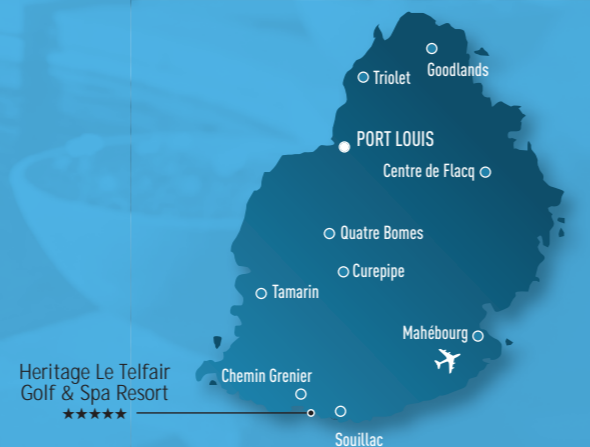 Goodlands
Triolet
PORT LOUIS
Centre de Flacq
Quatre Bomes
Curepipe
Tamarin
Mahébourg
Heritage Le Telfair
Golf & Spa Resort
★★★★★
Chemin Grenier
Souillac